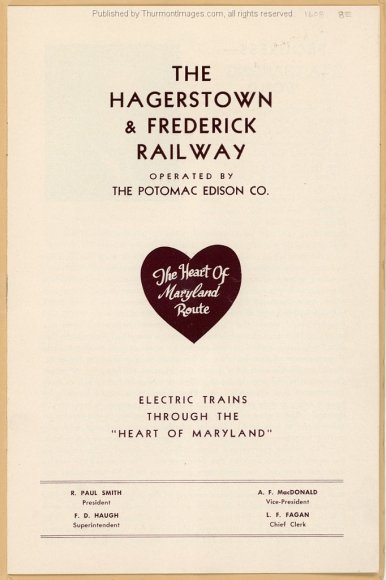 Published by ThurmontImages.com, all rights reserved
THE
HAGERSTOWN
& FREDERICK
RAILWAY
OPERATED BY
THE POTOMAC EDISON CO.
The Heart Of
Maryland
Route
ELECTRIC TRAINS
THROUGH THE
"HEART OF MARYLAND"
R. PAUL SMITH
President
F. D. HAUGH
Superintendent
A. F. MacDONALD
Vice-President
L. F. FAGAN
Chief Clerk